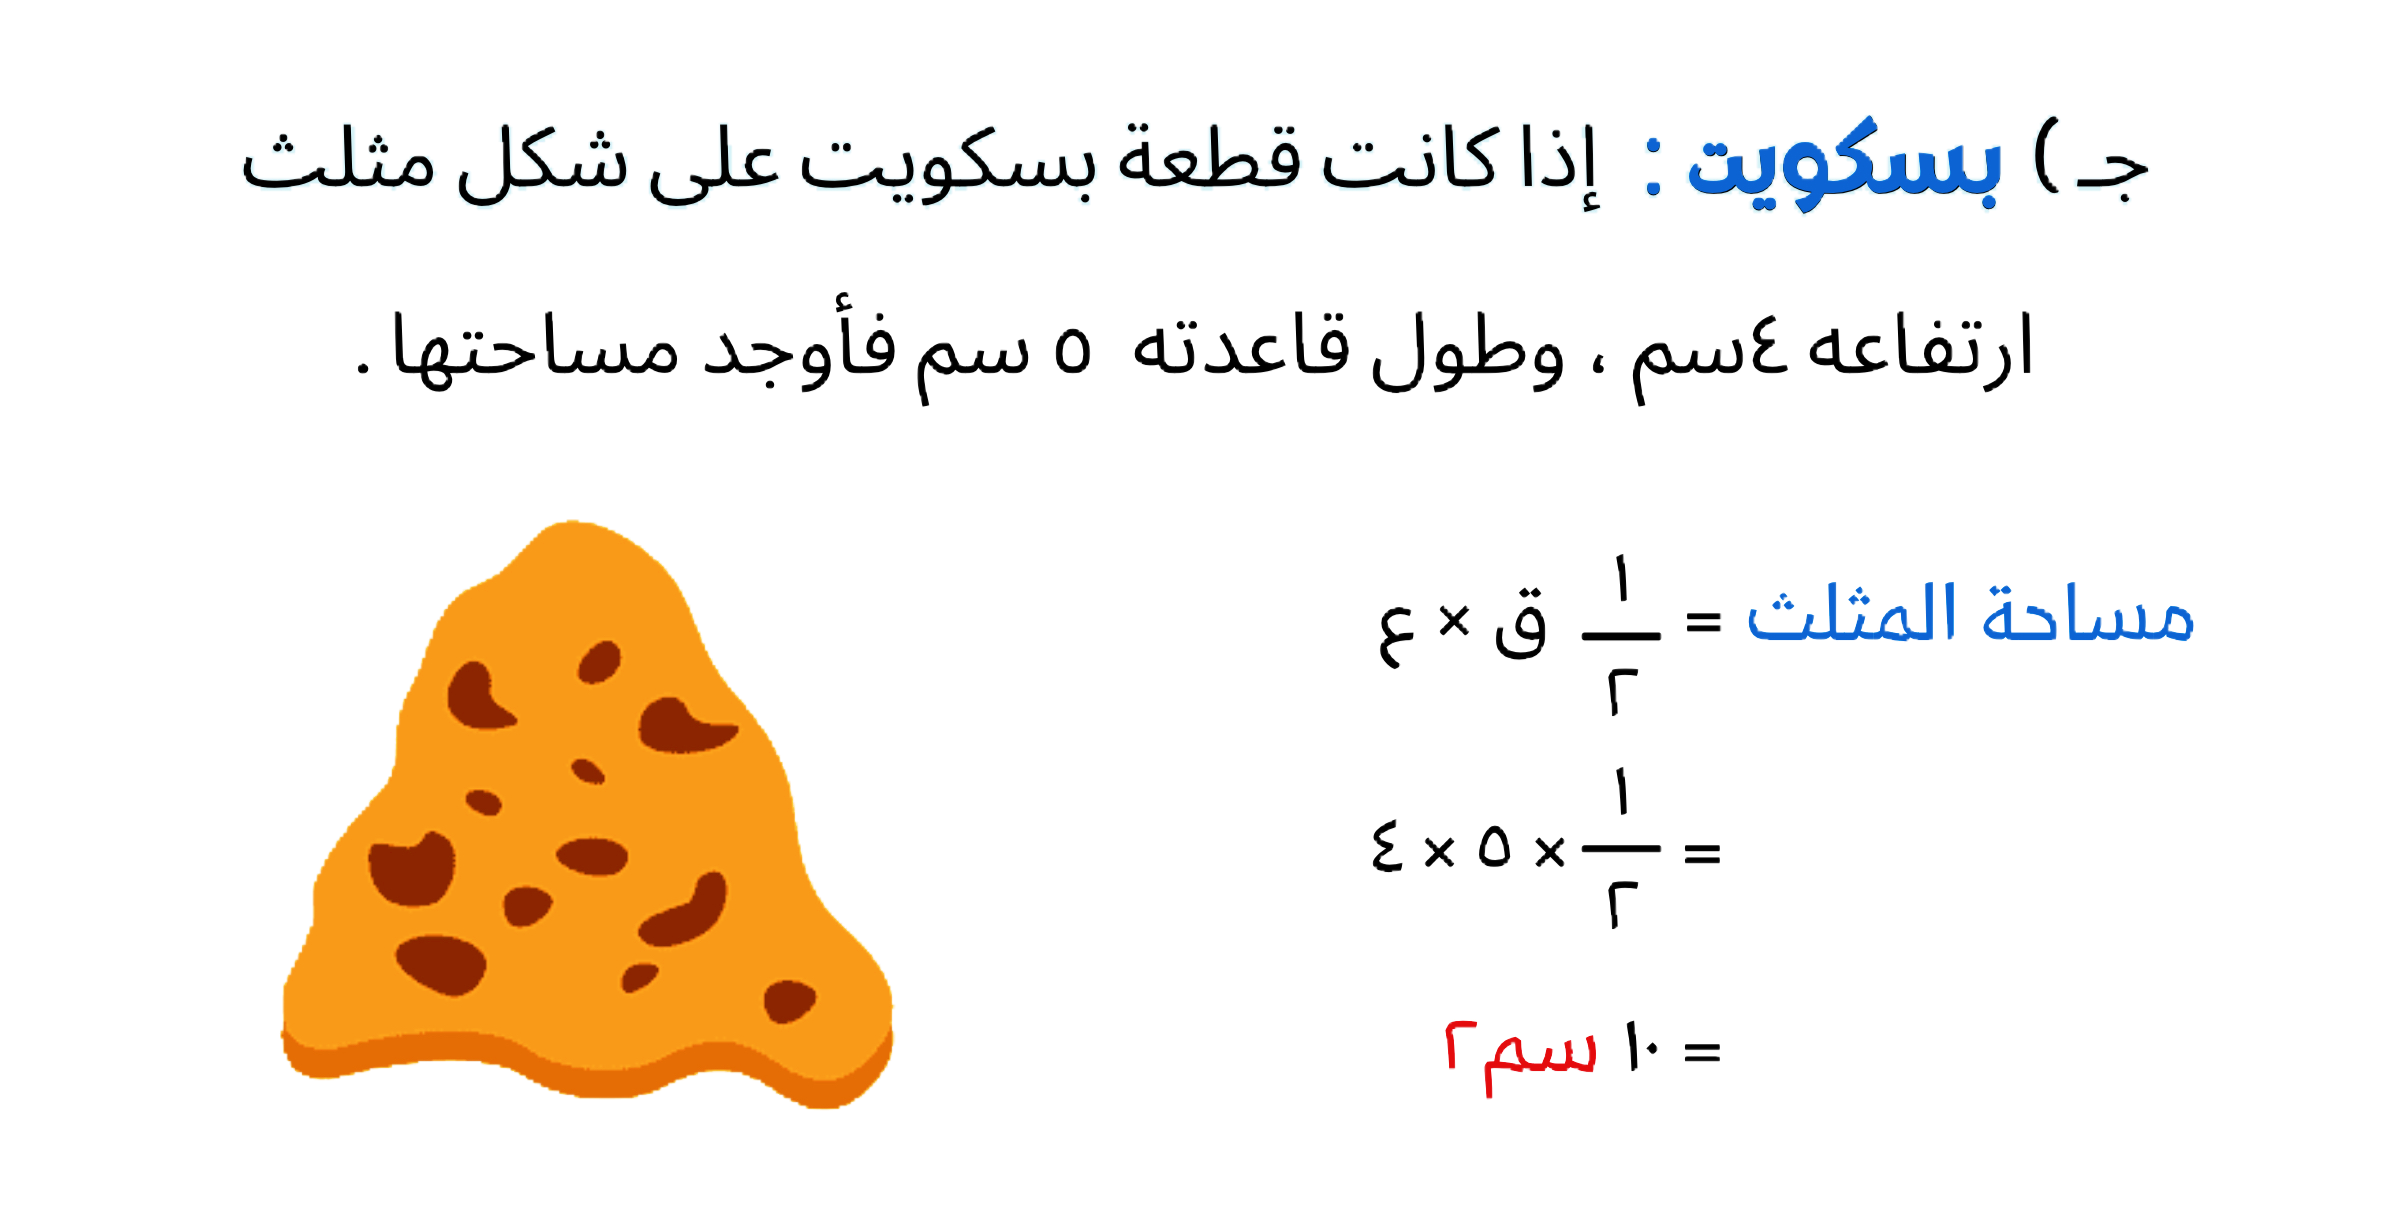 جـ ) بسكويت : إذا كانت قطعة بسكويت على شكل مثلث
ارتفاعه ٤سم ، وطول قاعدته ٥ سم فأوجد مساحتها .
مساحة المثلث = ١/٢ ق × ع
= ١/٢ × ٥ × ٤
= ١٠ سم٢